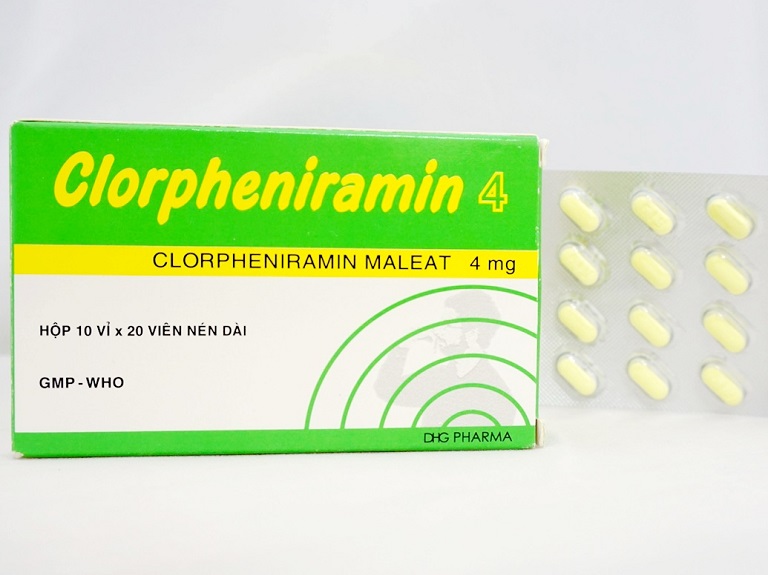 Clorpheniramin 4
CLORPHENIRAMIN MALEAT 4 mg
HỘP 10 VỈ x 20 VIÊN NÉN DÀI
GMP - WHO
DHG PHARMA